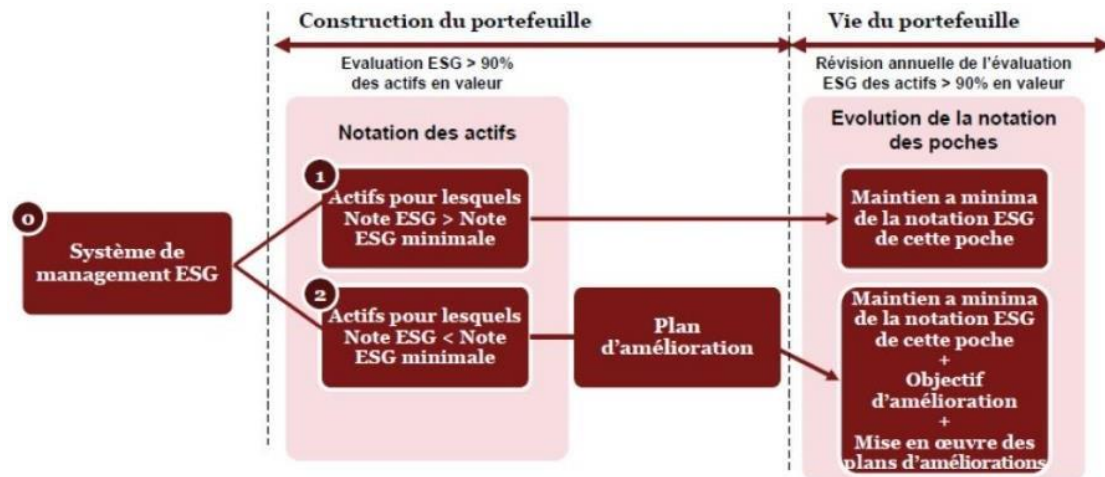 Construction du portefeuille
Vie du portefeuille
Evaluation ESG > 90%
des actifs en valeur
Révision annuelle de l'évaluation
ESG des actifs > 90% en valeur
Notation des actifs
Evolution de la notation
des poches
0
Système de
management ESG
1
Actifs pour lesquels
Note ESG > Note
ESG minimale
Maintien a minima
de la notation ESG
de cette poche
2
Actifs pour lesquels
Note ESG < Note
ESG minimale
Plan
d'amélioration
Maintien a minima
de la notation ESG
de cette poche
+
Objectif
d'amélioration
+
Mise en œuvre des
plans d'améliorations